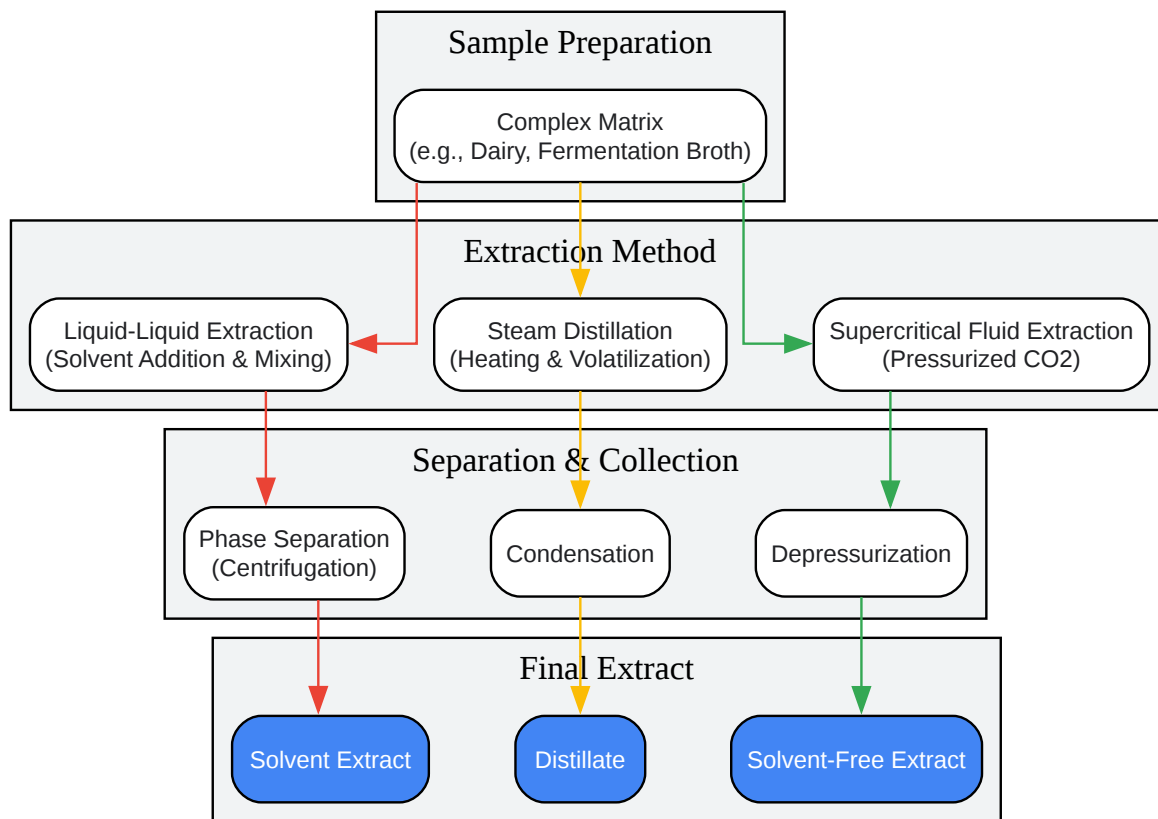 Sample Preparation
Complex Matrix
(e.g., Dairy, Fermentation Broth)
Extraction Method
Liquid-Liquid Extraction
(Solvent Addition & Mixing)
Steam Distillation
(Heating & Volatilization)
Supercritical Fluid Extraction
(Pressurized CO2)
Separation & Collection
Phase Separation
(Centrifugation)
Condensation
Depressurization
Final Extract
Solvent Extract
Distillate
Solvent-Free Extract